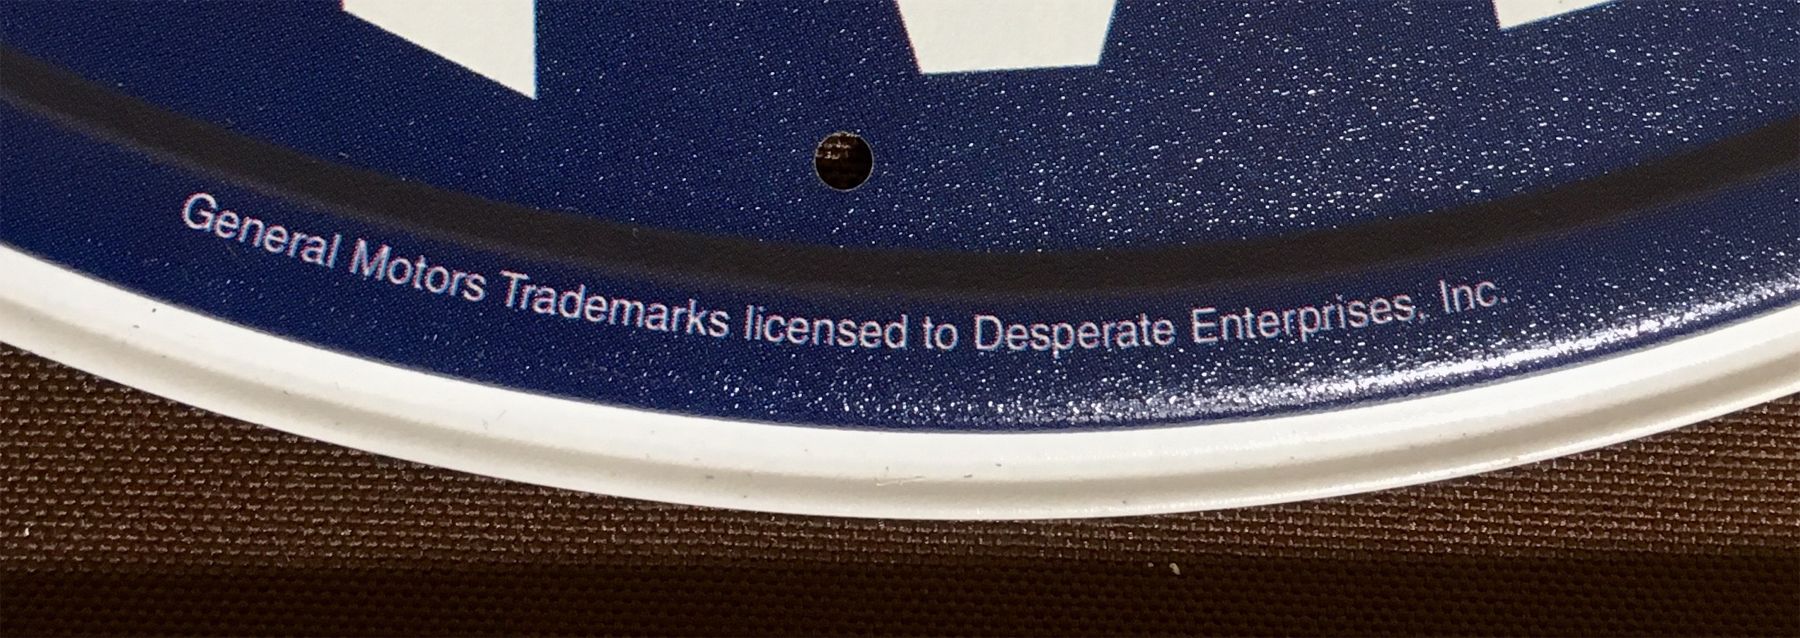 General Motors Trademarks licensed to Desperate Enterprises, Inc.